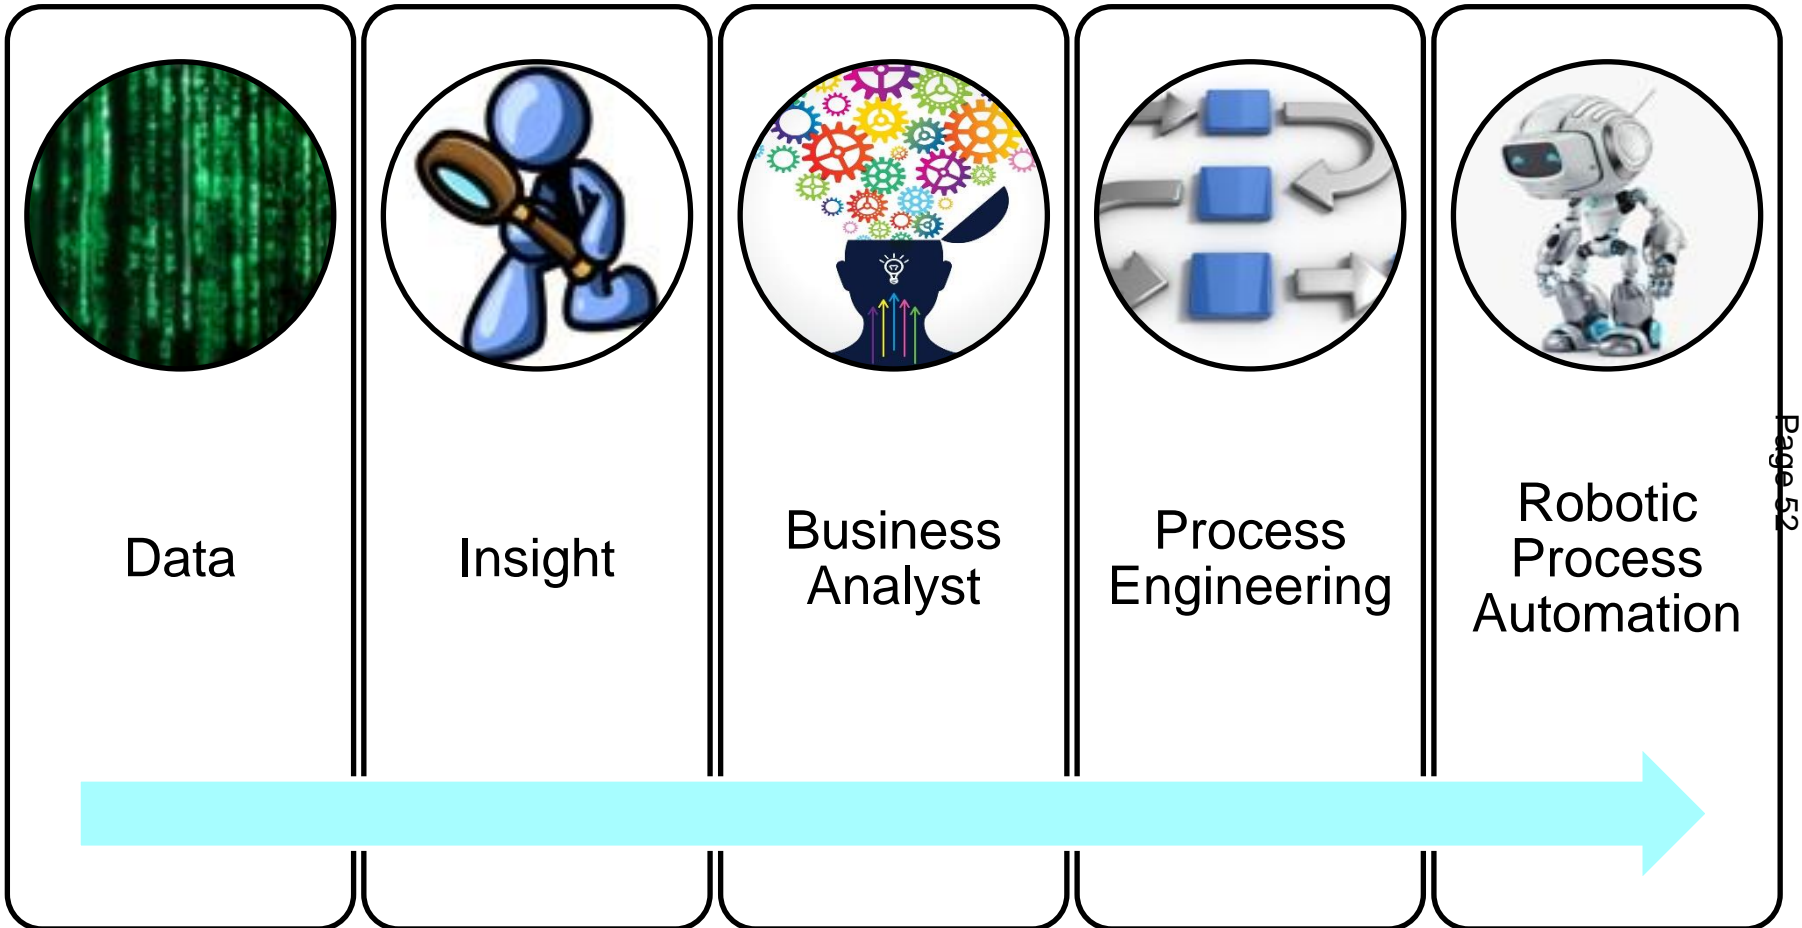 Data
Insight
Business
Analyst
Process
Engineering
Robotic
Process
Automation
Page 52